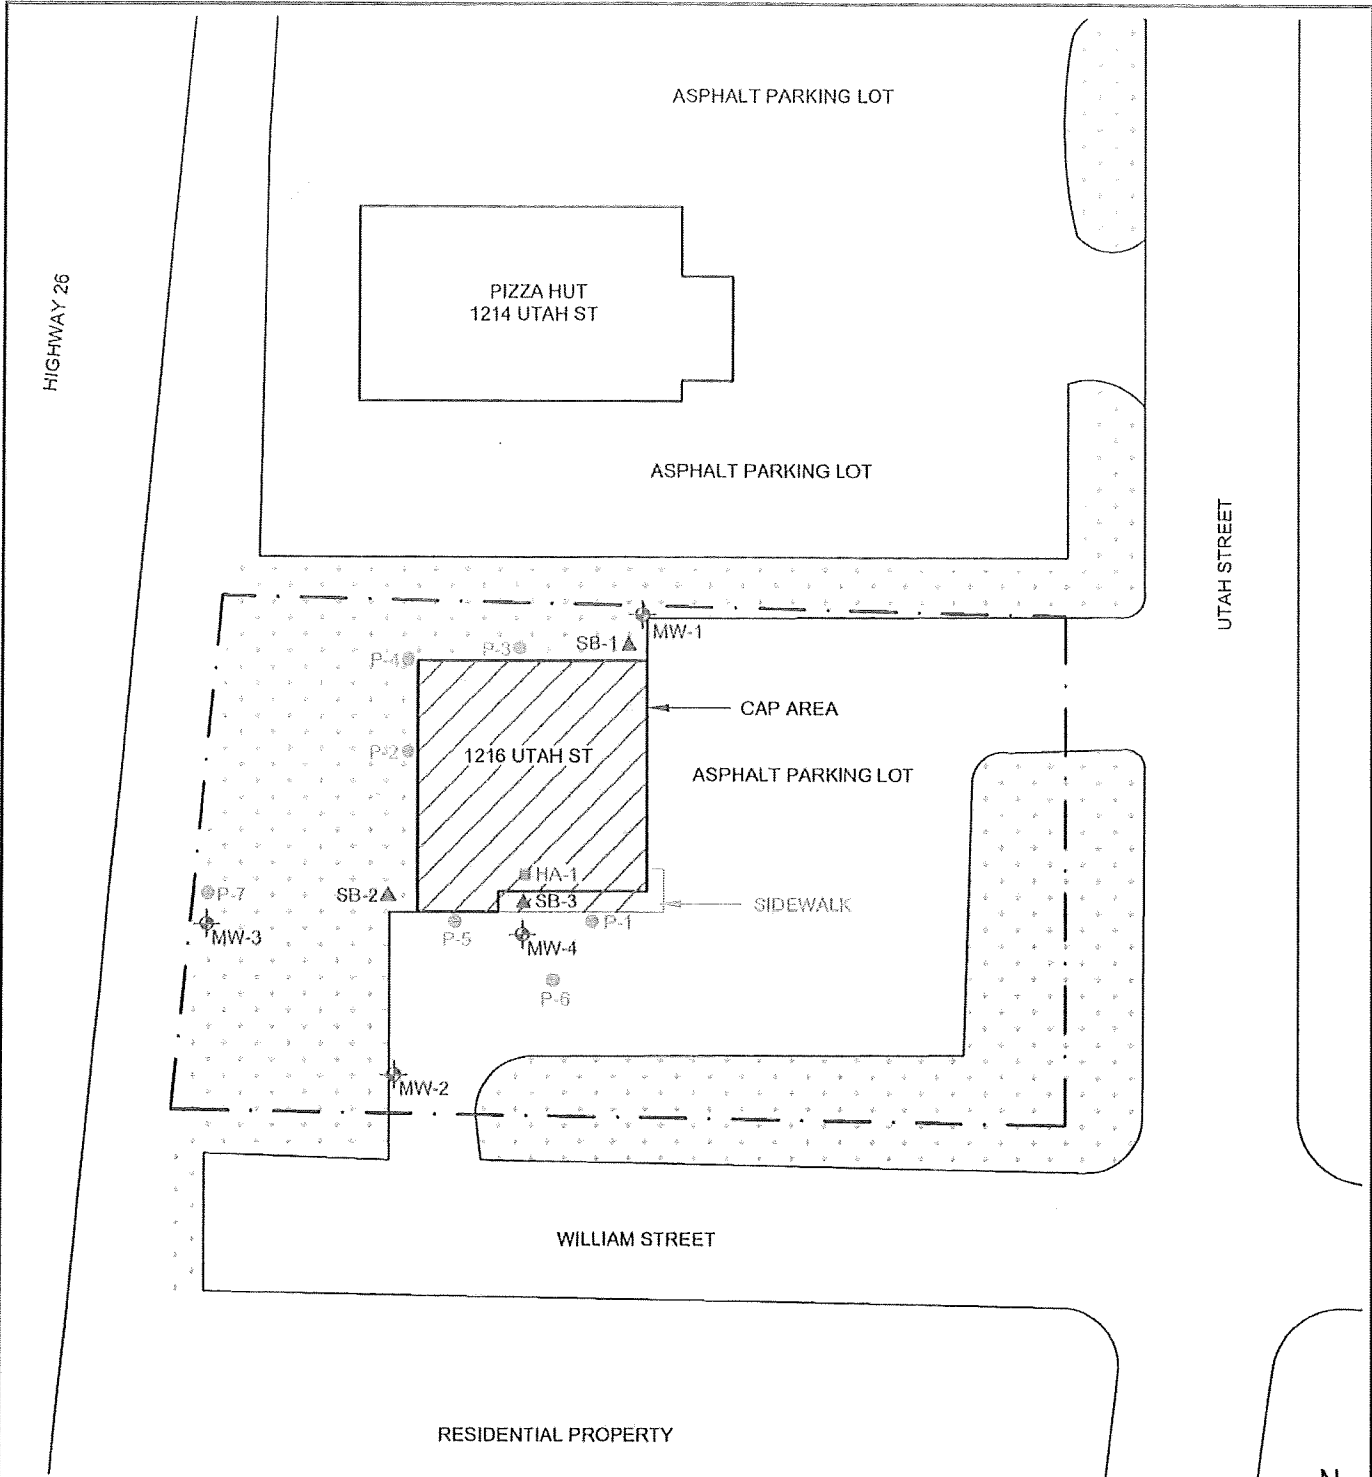 ASPHALT PARKING LOT
HIGHWAY 26
PIZZA HUT
1214 UTAH ST
ASPHALT PARKING LOT
UTAH STREET
MW-1
SB-1
P-3
P-4
CAP AREA
P-2
1216 UTAH ST
ASPHALT PARKING LOT
HA-1
P-7
SB-2
SB-3
SIDEWALK
P-1
MW-3
P-5
MW-4
P-6
MW-2
WILLIAM STREET
RESIDENTIAL PROPERTY
N